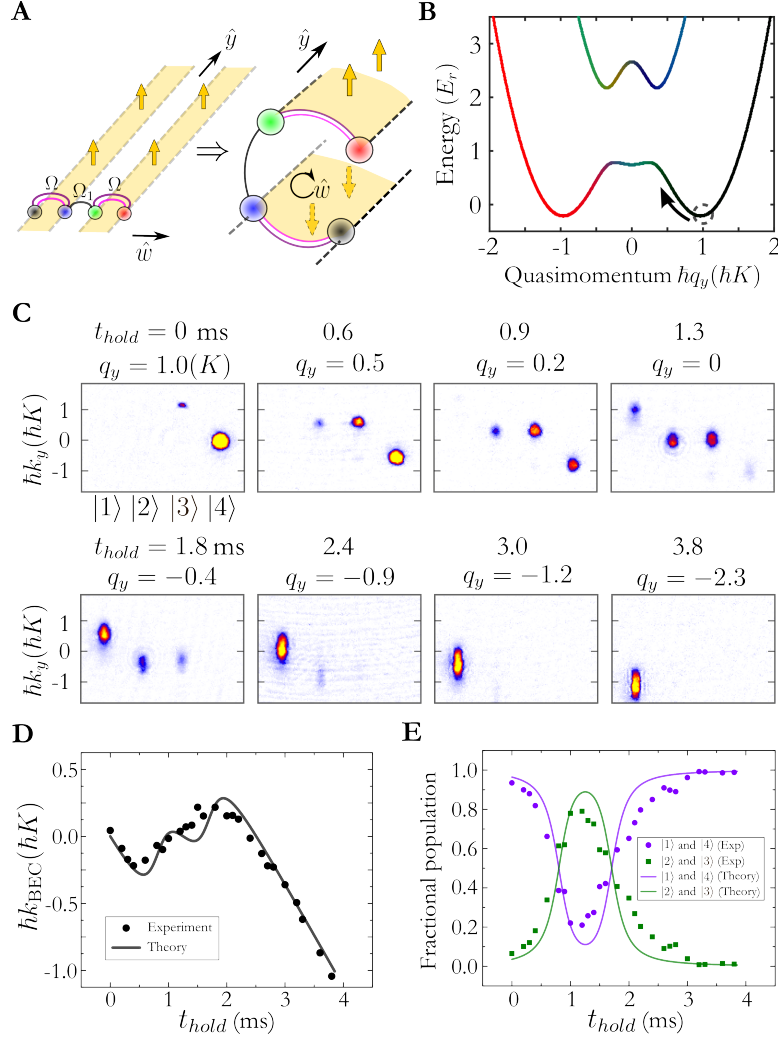 A
ŷ
ŷ
⇒
Ω
Ω₁
Ω
ŵ
ŵ
B
Energy (Eᵣ)
3
2
1
0
-2
-1
0
1
2
Quasimomentum ħq_y(ħK)
C
t_hold = 0 ms
0.6
0.9
1.3
q_y = 1.0(K)
q_y = 0.5
q_y = 0.2
q_y = 0
ħk_y(ħK)
1
0
-1
|1⟩ |2⟩ |3⟩ |4⟩
t_hold = 1.8 ms
2.4
3.0
3.8
q_y = −0.4
q_y = −0.9
q_y = −1.2
q_y = −2.3
ħk_y(ħK)
1
0
-1
D
ħk_BEC(ħK)
0.5
0.0
-0.5
-1.0
Experiment
Theory
0
1
2
3
4
t_hold (ms)
E
Fractional population
1.0
0.8
0.6
0.4
0.2
0.0
|1⟩ and |4⟩ (Exp)
|2⟩ and |3⟩ (Exp)
|1⟩ and |4⟩ (Theory)
|2⟩ and |3⟩ (Theory)
0
1
2
3
4
t_hold (ms)